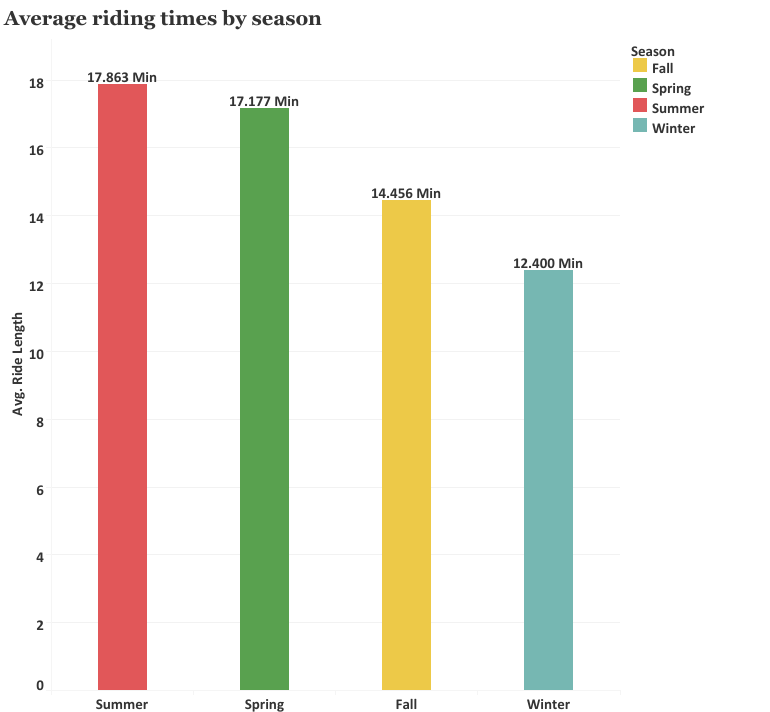 Average riding times by season
Season
Fall
Spring
Summer
Winter
17.863 Min
17.177 Min
14.456 Min
12.400 Min
Avg. Ride Length
18
16
14
12
10
8
6
4
2
0
Summer
Spring
Fall
Winter